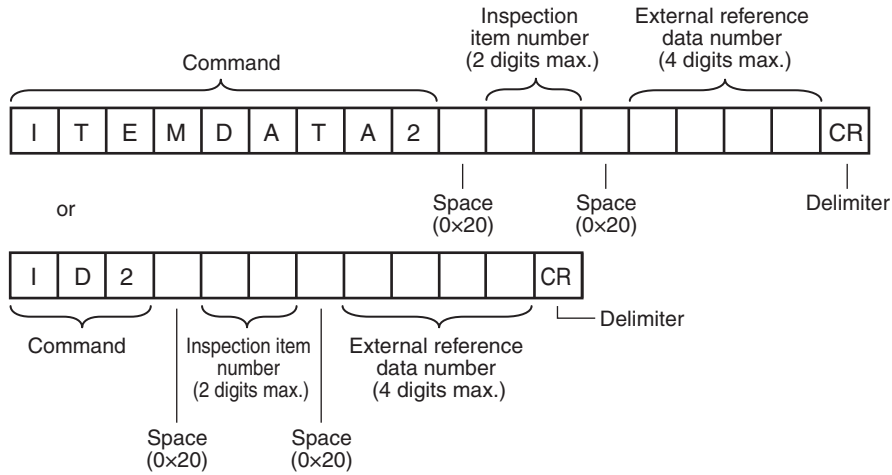 Command
Inspection
item number
(2 digits max.)
External reference
data number
(4 digits max.)
I T E M D A T A 2 CR
Space
(0×20)
Space
(0×20)
Delimiter
or
I D 2 CR
Delimiter
Command
Inspection item
number
(2 digits max.)
External reference
data number
(4 digits max.)
Space
(0×20)
Space
(0×20)